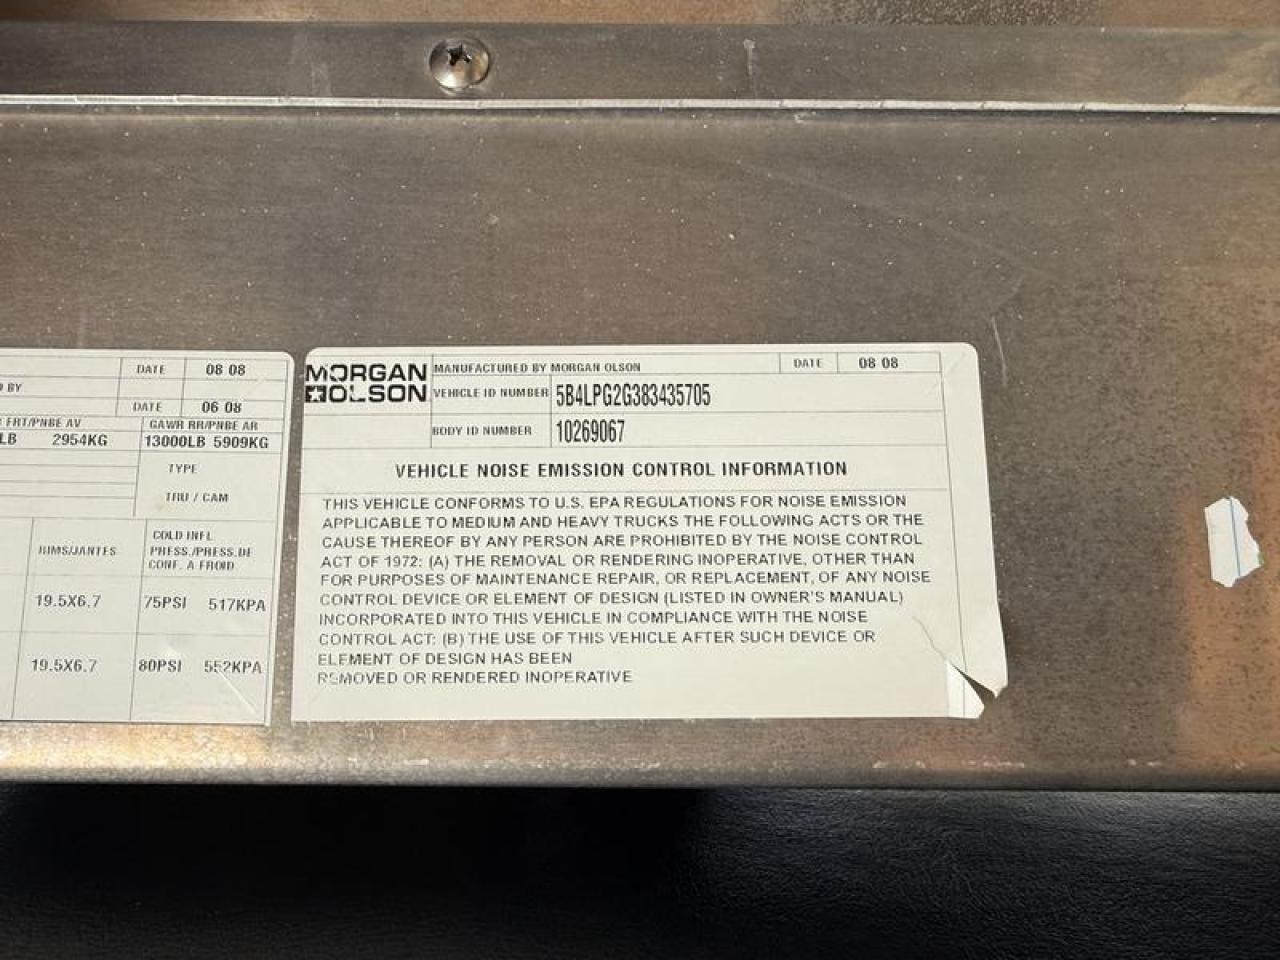 DATE 08 08
BY
DATE 06 08
FRT/PNBE AV GAWR RR/PNBE AR
LB 2954KG 13000LB 5909KG
TYPE
TRU / CAM
RIMS/JANTES COLD INFL
PRESS./PRESS.DE
CONF. A FROID
19.5X6.7 75PSI 517KPA
19.5X6.7 80PSI 552KPA
MORGAN
OLSON
MANUFACTURED BY MORGAN OLSON DATE 08 08
VEHICLE ID NUMBER 5B4LPG2G383435705
BODY ID NUMBER 10269067
VEHICLE NOISE EMISSION CONTROL INFORMATION
THIS VEHICLE CONFORMS TO U.S. EPA REGULATIONS FOR NOISE EMISSION
APPLICABLE TO MEDIUM AND HEAVY TRUCKS THE FOLLOWING ACTS OR THE
CAUSE THEREOF BY ANY PERSON ARE PROHIBITED BY THE NOISE CONTROL
ACT OF 1972: (A) THE REMOVAL OR RENDERING INOPERATIVE, OTHER THAN
FOR PURPOSES OF MAINTENANCE REPAIR, OR REPLACEMENT, OF ANY NOISE
CONTROL DEVICE OR ELEMENT OF DESIGN (LISTED IN OWNER'S MANUAL)
INCORPORATED INTO THIS VEHICLE IN COMPLIANCE WITH THE NOISE
CONTROL ACT: (B) THE USE OF THIS VEHICLE AFTER SUCH DEVICE OR
ELEMENT OF DESIGN HAS BEEN
REMOVED OR RENDERED INOPERATIVE